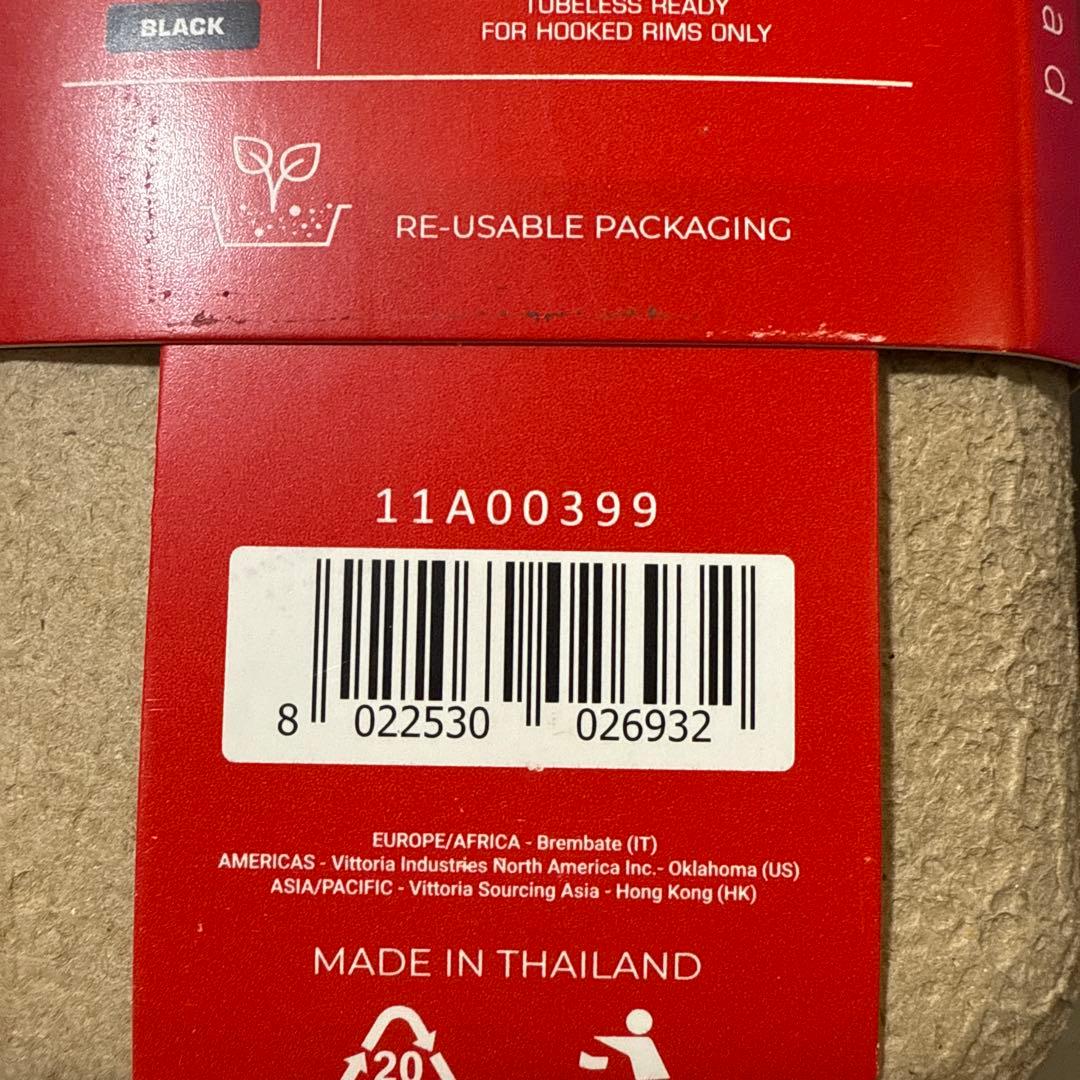 BLACK
TUBELESS READY
FOR HOOKED RIMS ONLY
RE-USABLE PACKAGING
11A00399
8 022530 026932
EUROPE/AFRICA - Brembate (IT)
AMERICAS - Vittoria Industries North America Inc.- Oklahoma (US)
ASIA/PACIFIC - Vittoria Sourcing Asia - Hong Kong (HK)
MADE IN THAILAND
20